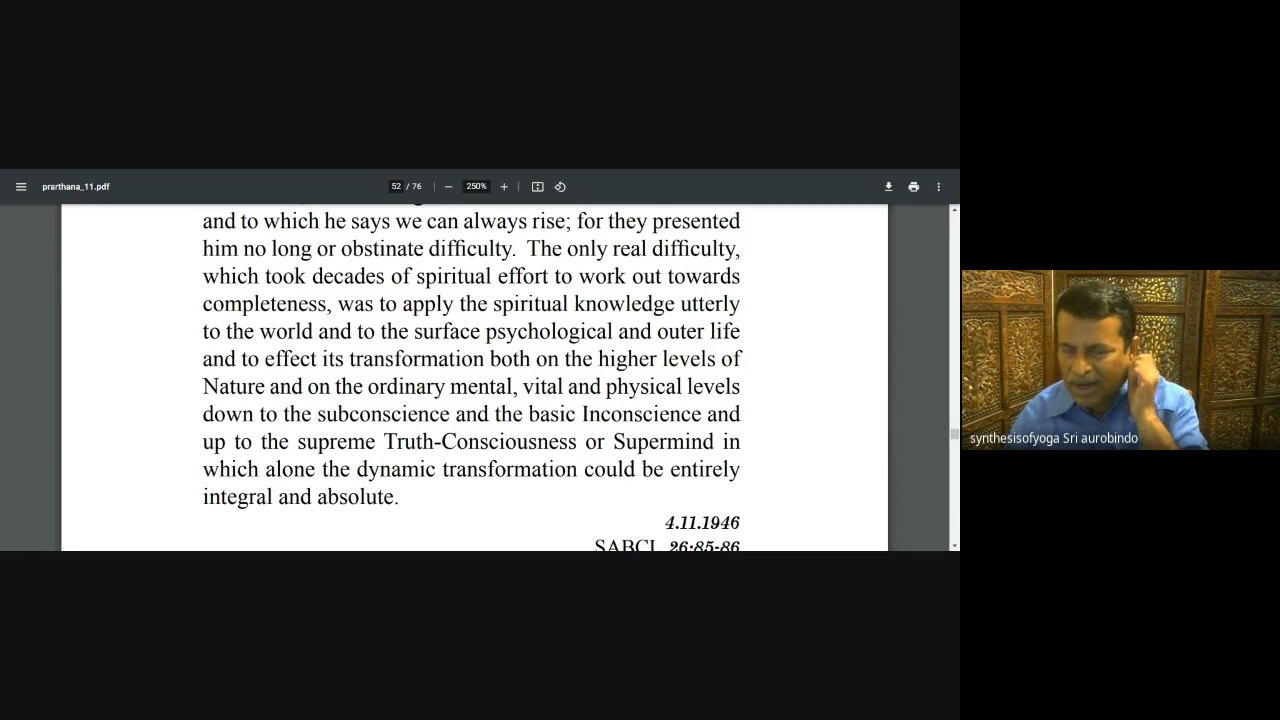 prarthana_11.pdf
52 / 76
250%
and to which he says we can always rise; for they presented
him no long or obstinate difficulty. The only real difficulty,
which took decades of spiritual effort to work out towards
completeness, was to apply the spiritual knowledge utterly
to the world and to the surface psychological and outer life
and to effect its transformation both on the higher levels of
Nature and on the ordinary mental, vital and physical levels
down to the subconscience and the basic Inconscience and
up to the supreme Truth-Consciousness or Supermind in
which alone the dynamic transformation could be entirely
integral and absolute.
4.11.1946
SABCL 26:85-86
synthesisofyoga Sri aurobindo